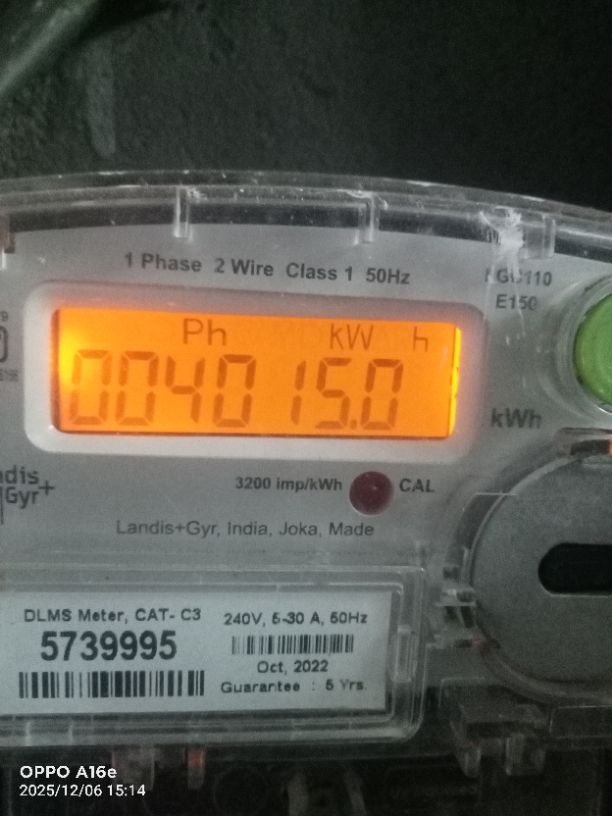 1 Phase 2 Wire Class 1 50Hz
E150
Ph kW h
004015.0
kWh
3200 imp/kWh CAL
Gyr+
Landis+Gyr, India, Joka, Made
DLMS Meter, CAT- C3
5739995
240V, 5-30 A, 50Hz
Oct, 2022
Guarantee : 5 Yrs.
OPPO A16e
2025/12/06 15:14